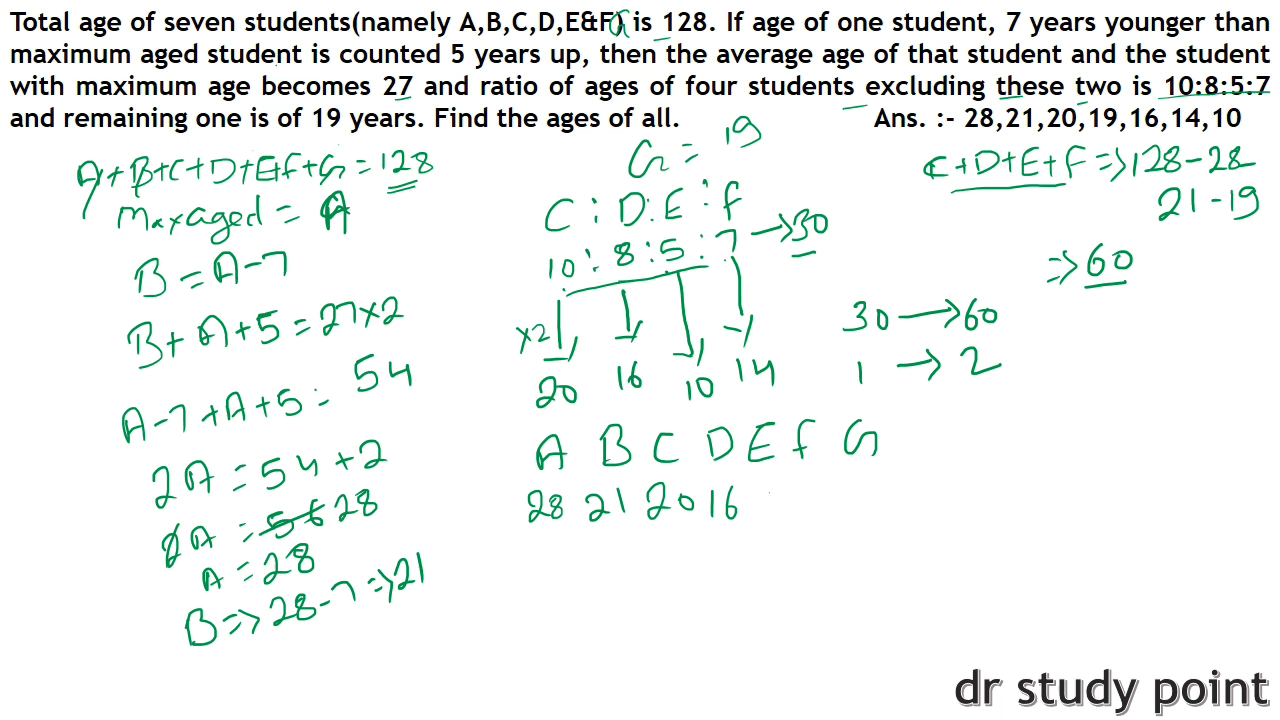 Total age of seven students(namely A,B,C,D,E&F) G is 128. If age of one student, 7 years younger than
maximum aged student is counted 5 years up, then the average age of that student and the student
with maximum age becomes 27 and ratio of ages of four students excluding these two is 10:8:5:7
and remaining one is of 19 years. Find the ages of all. Ans. :- 28,21,20,19,16,14,10
A+B+C+D+E+F+G=128
Max aged = A
B=A-7
B+A+5=27x2
A-7+A+5= 54
2A=54+2
2A=56 28
A=28
B=>28-7=>21
G= 19
C:D:E:F
10:8:5:7->30
x2
20 16 10 14
A B C D E F G
28 21 20 16
C+D+E+F=>128-28
21-19
=>60
30->60
1->2
dr study point